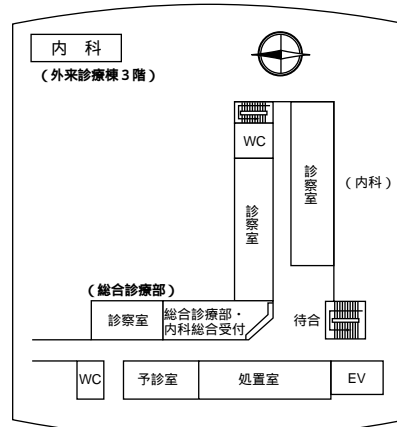 内 科
（外来診療棟３階）
WC
診察室
（内科）
診察室
（総合診療部）
診察室
総合診療部・
内科総合受付
待合
WC
予診室
処置室
EV